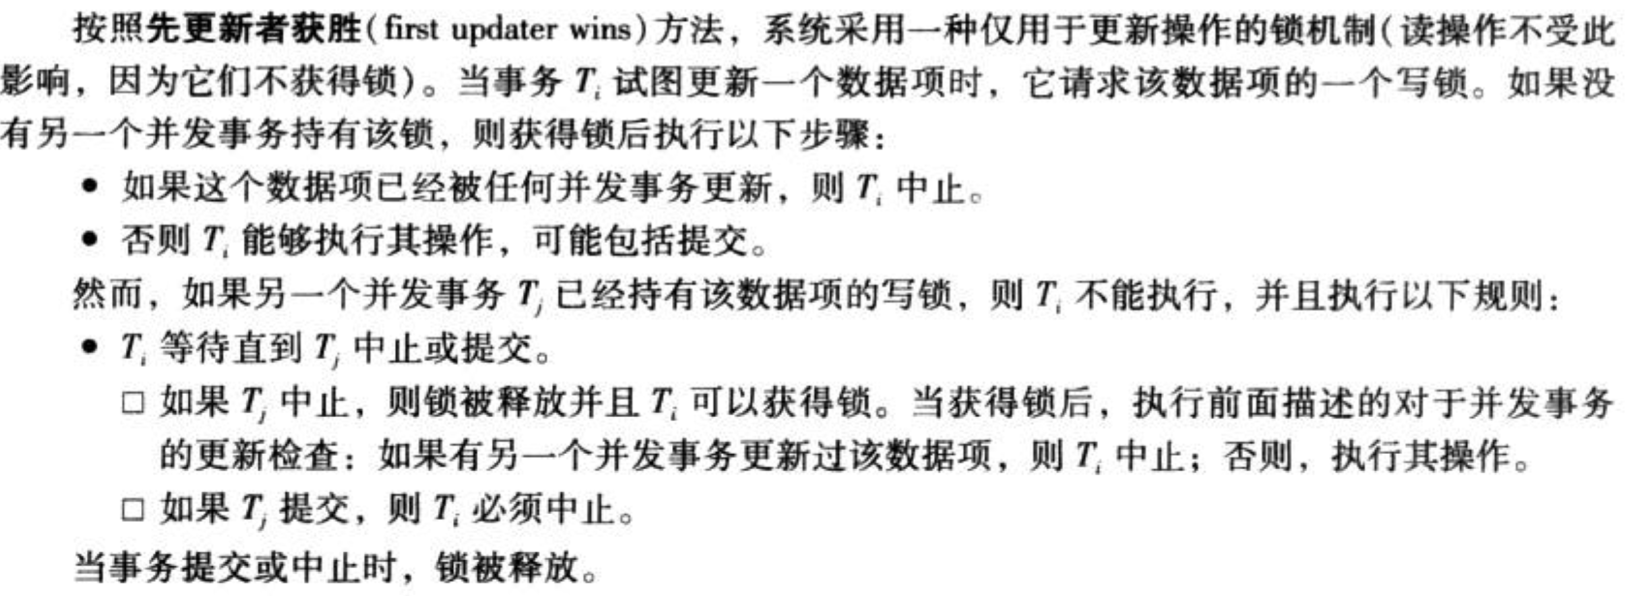 按照先更新者获胜(first updater wins)方法，系统采用一种仅用于更新操作的锁机制(读操作不受此
影响，因为它们不获得锁)。当事务 Ti 试图更新一个数据项时，它请求该数据项的一个写锁。如果没
有另一个并发事务持有该锁，则获得锁后执行以下步骤：
● 如果这个数据项已经被任何并发事务更新，则 Ti 中止。
● 否则 Ti 能够执行其操作，可能包括提交。
然而，如果另一个并发事务 Tj 已经持有该数据项的写锁，则 Ti 不能执行，并且执行以下规则：
● Ti 等待直到 Tj 中止或提交。
□ 如果 Tj 中止，则锁被释放并且 Ti 可以获得锁。当获得锁后，执行前面描述的对于并发事务
的更新检查：如果有另一个并发事务更新过该数据项，则 Ti 中止；否则，执行其操作。
□ 如果 Tj 提交，则 Ti 必须中止。
当事务提交或中止时，锁被释放。